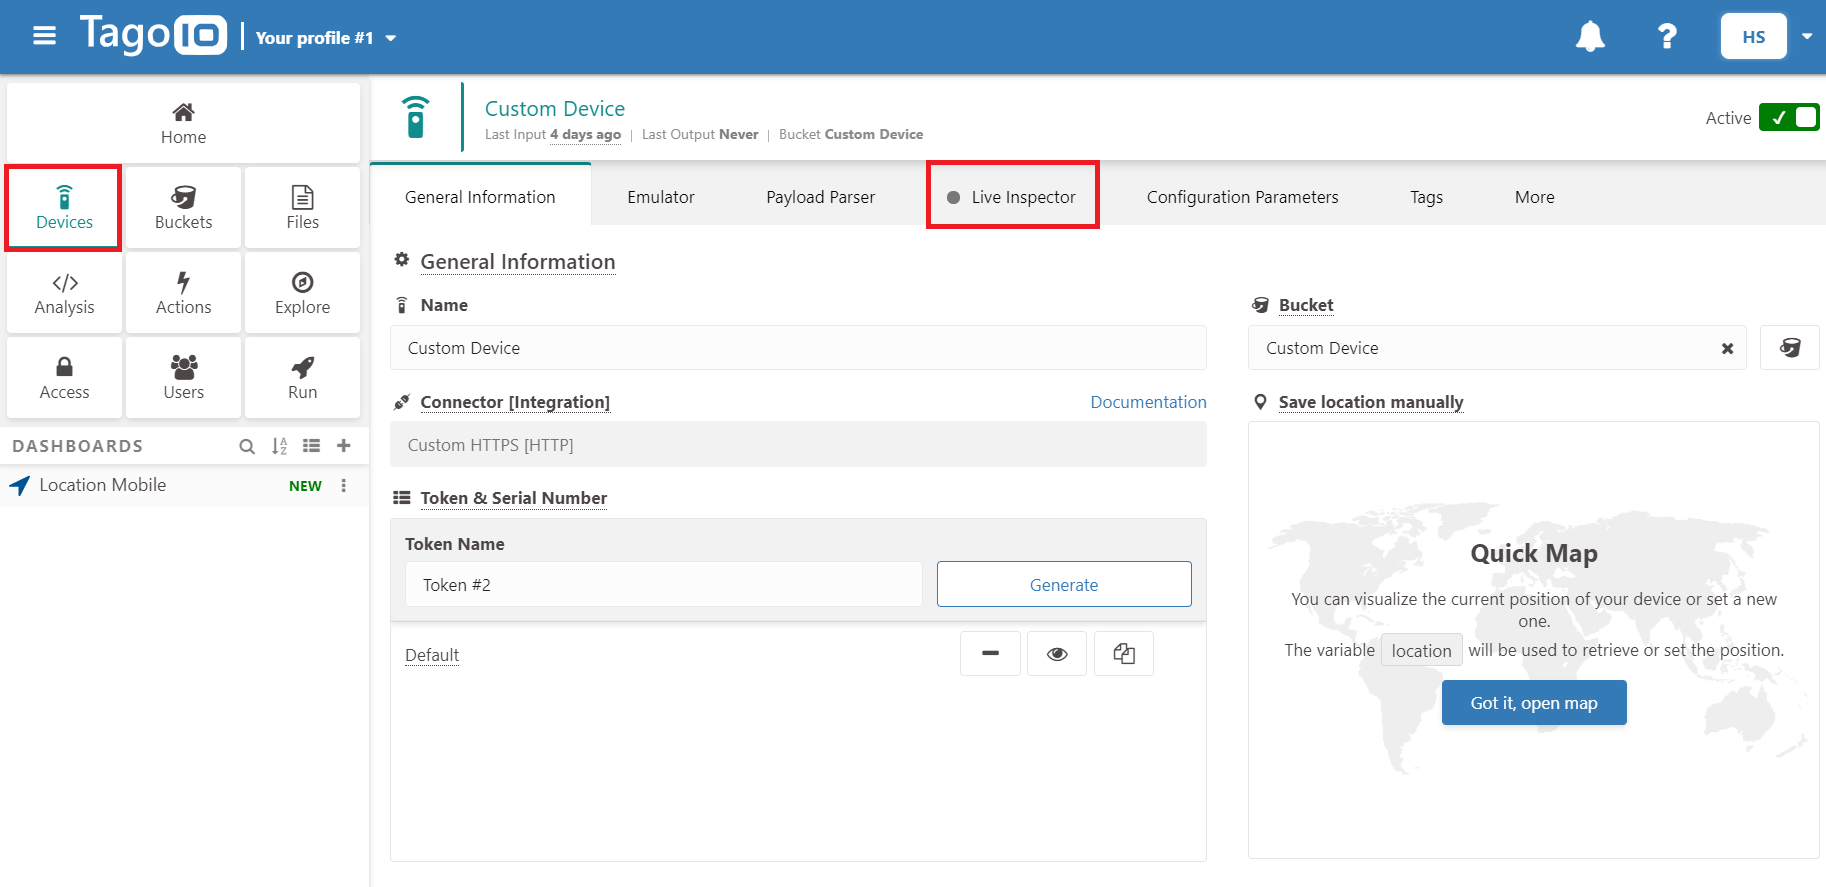 TagoIO
Your profile #1
HS
Home
Devices
Buckets
Files
Analysis
Actions
Explore
Access
Users
Run
DASHBOARDS
Location Mobile
NEW
Custom Device
Last Input 4 days ago | Last Output Never | Bucket Custom Device
Active
General Information
Emulator
Payload Parser
Live Inspector
Configuration Parameters
Tags
More
General Information
Name
Custom Device
Connector [Integration]
Documentation
Custom HTTPS [HTTP]
Token & Serial Number
Token Name
Token #2
Generate
Default
Bucket
Custom Device
Save location manually
Quick Map
You can visualize the current position of your device or set a new
one.
The variable location will be used to retrieve or set the position.
Got it, open map